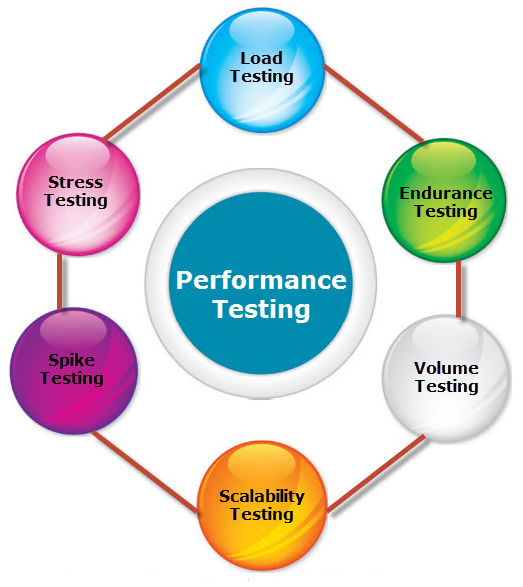 Load
Testing
Stress
Testing
Endurance
Testing
Performance
Testing
Spike
Testing
Volume
Testing
Scalability
Testing